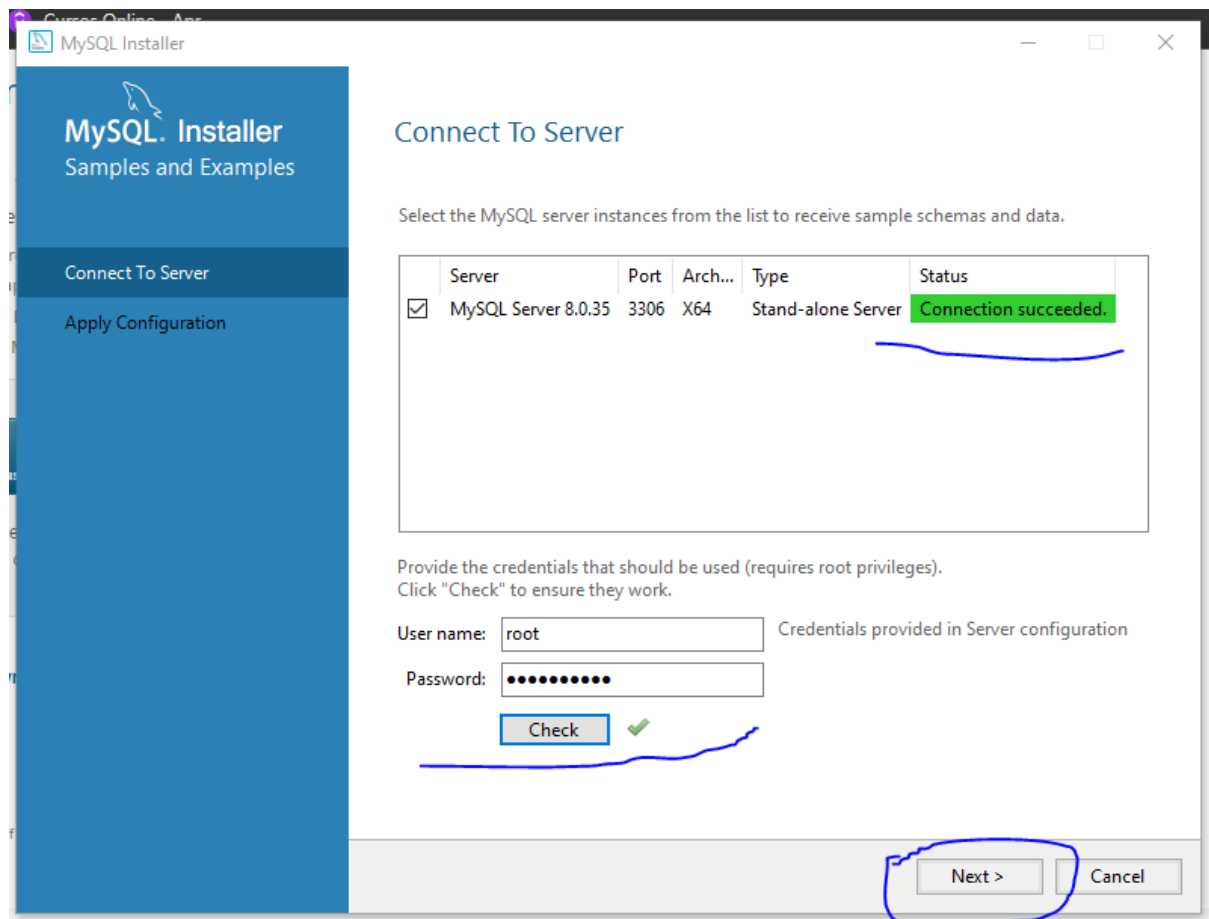 Cursos Online - Apr
MySQL Installer
MySQL. Installer
Samples and Examples
Connect To Server
Apply Configuration
Connect To Server
Select the MySQL server instances from the list to receive sample schemas and data.
Server Port Arch... Type Status
MySQL Server 8.0.35 3306 X64 Stand-alone Server Connection succeeded.
Provide the credentials that should be used (requires root privileges).
Click "Check" to ensure they work.
User name: root Credentials provided in Server configuration
Password: ●●●●●●●●●●
Check
Next > Cancel